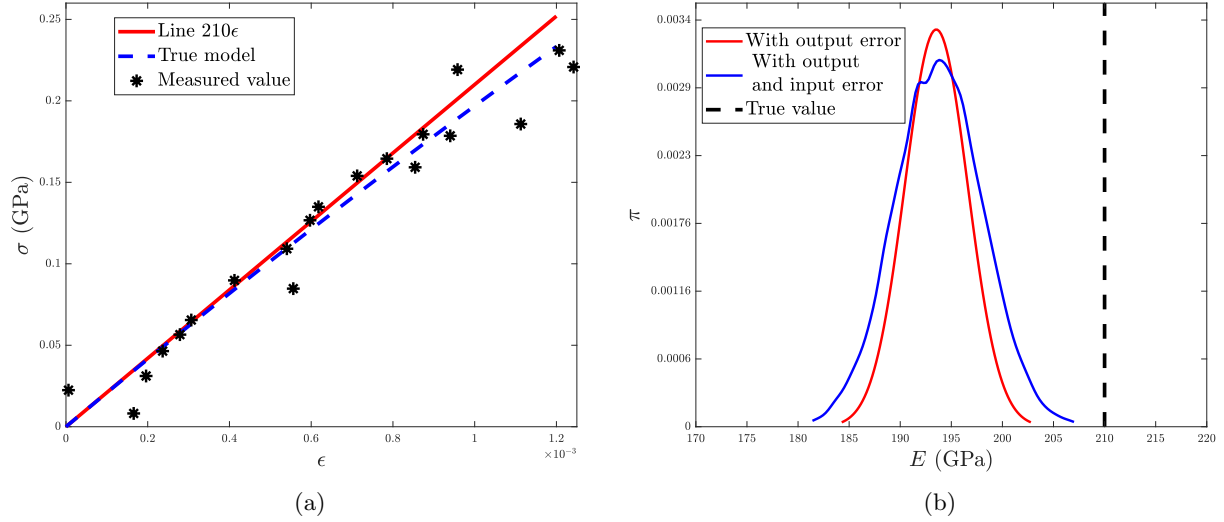 Line 210ϵ
True model
Measured value
0.25
0.2
0.15
0.1
0.05
0
σ (GPa)
0 0.2 0.4 0.6 0.8 1 1.2
×10⁻³
ϵ
(a)
With output error
With output
and input error
True value
0.0034
0.0029
0.0023
0.00176
0.00116
0.0006
0
π
170 180 185 190 195 200 205 210 215 220
E (GPa)
(b)